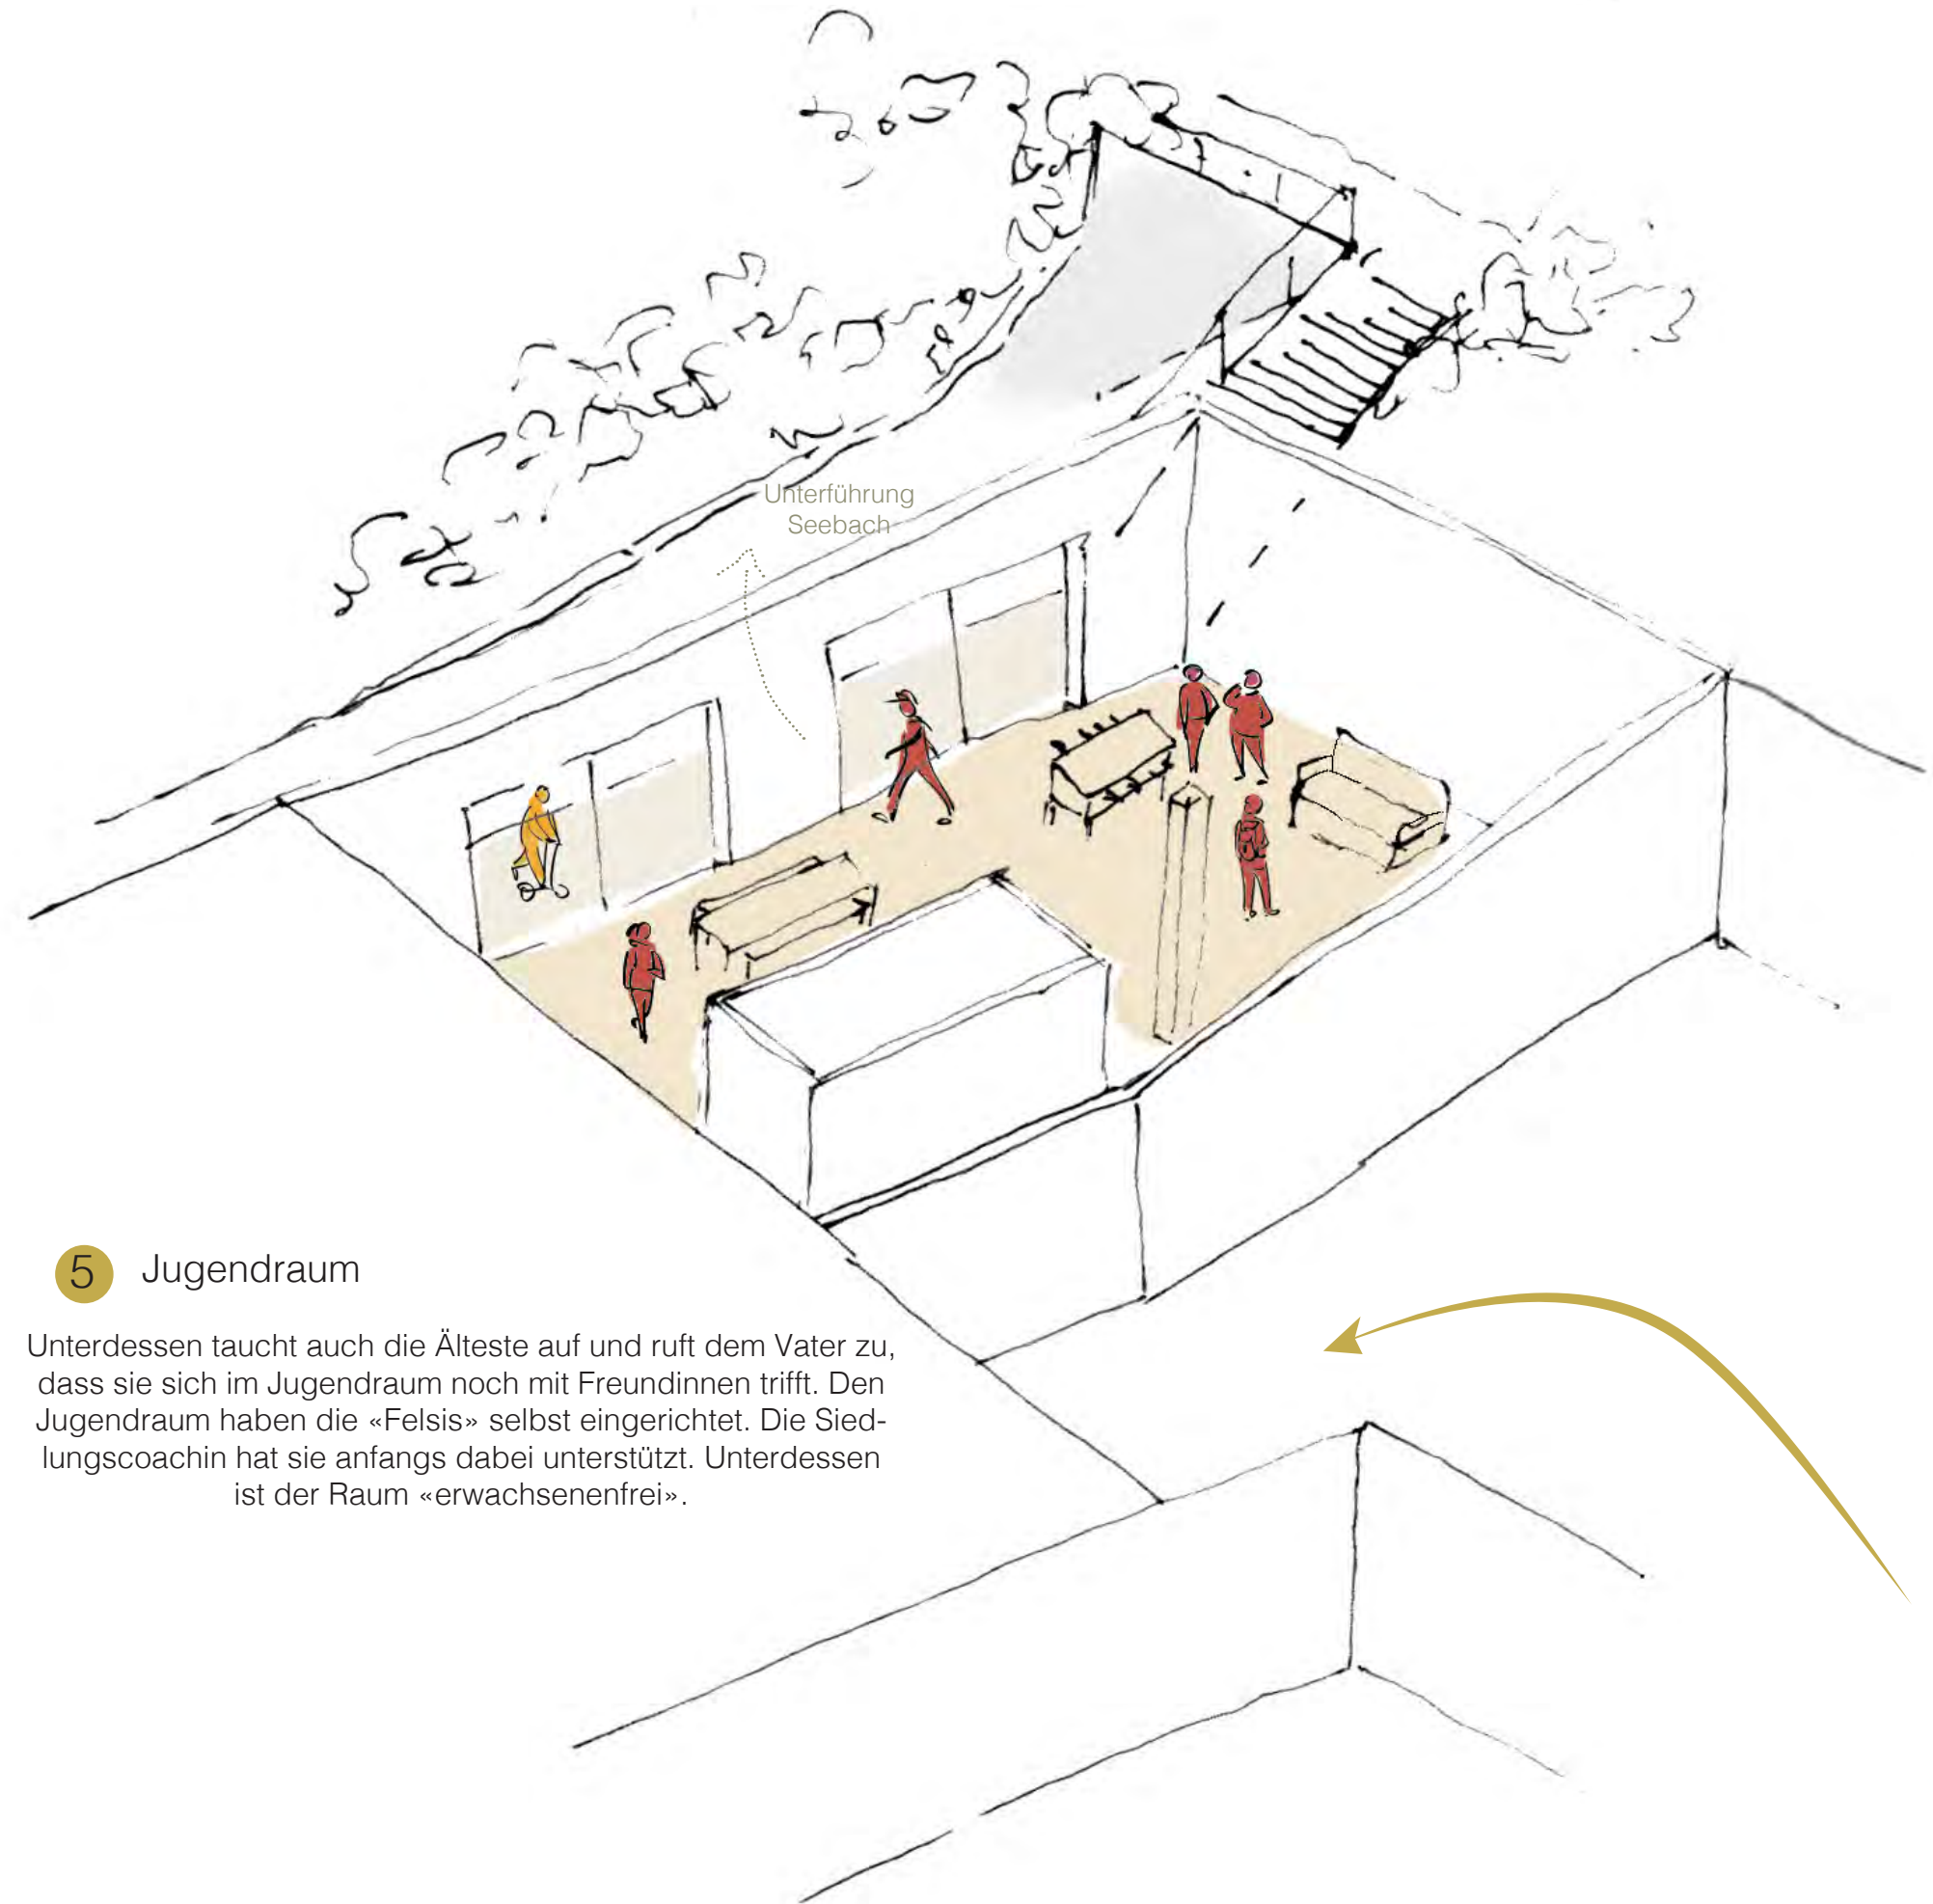 Unterführung
Seebach
5 Jugendraum
Unterdessen taucht auch die Älteste auf und ruft dem Vater zu,
dass sie sich im Jugendraum noch mit Freundinnen trifft. Den
Jugendraum haben die «Felsis» selbst eingerichtet. Die Sied-
lungscoachin hat sie anfangs dabei unterstützt. Unterdessen
ist der Raum «erwachsenenfrei».